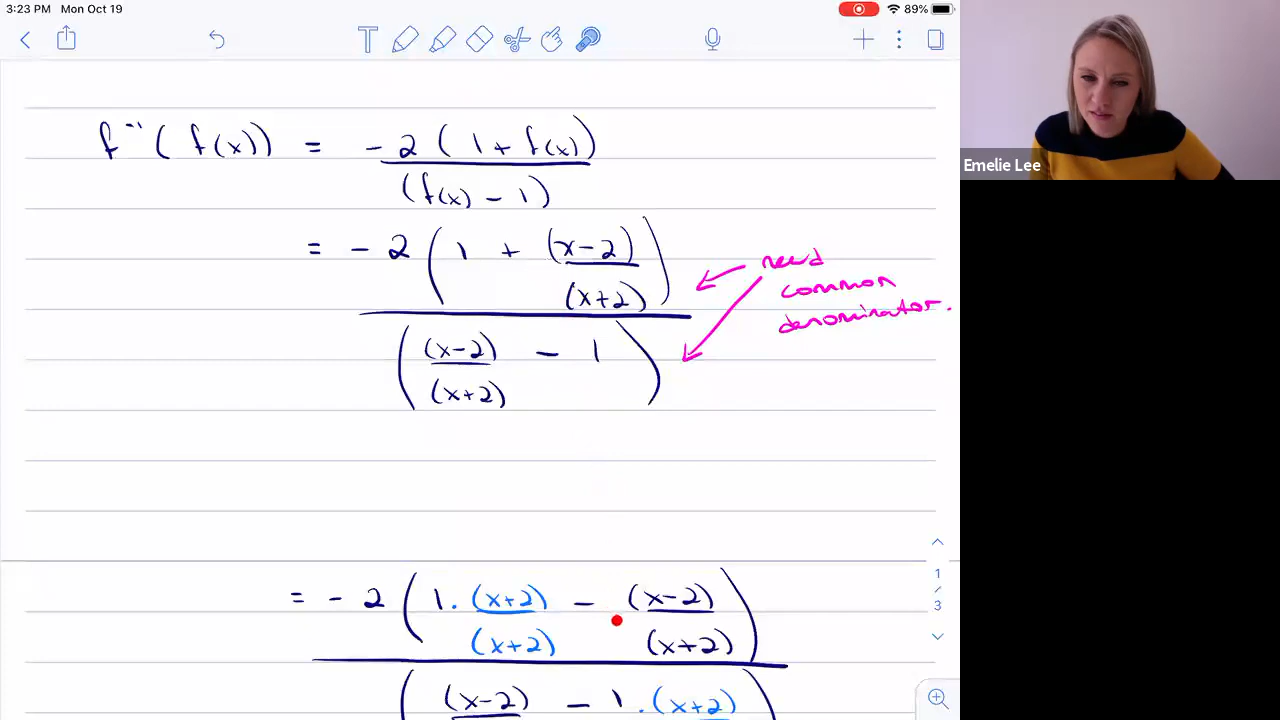 3:23 PM Mon Oct 19
89%
f⁻¹(f(x)) = -2(1+f(x))
(f(x) - 1)
= -2(1 + (x-2)
(x+2))
need
common
denominator.
((x-2) - 1)
(x+2)
Emelie Lee
1
/
3
= -2(1·(x+2) - (x-2))
(x+2) (x+2)
((x-2) - 1·(x+2))